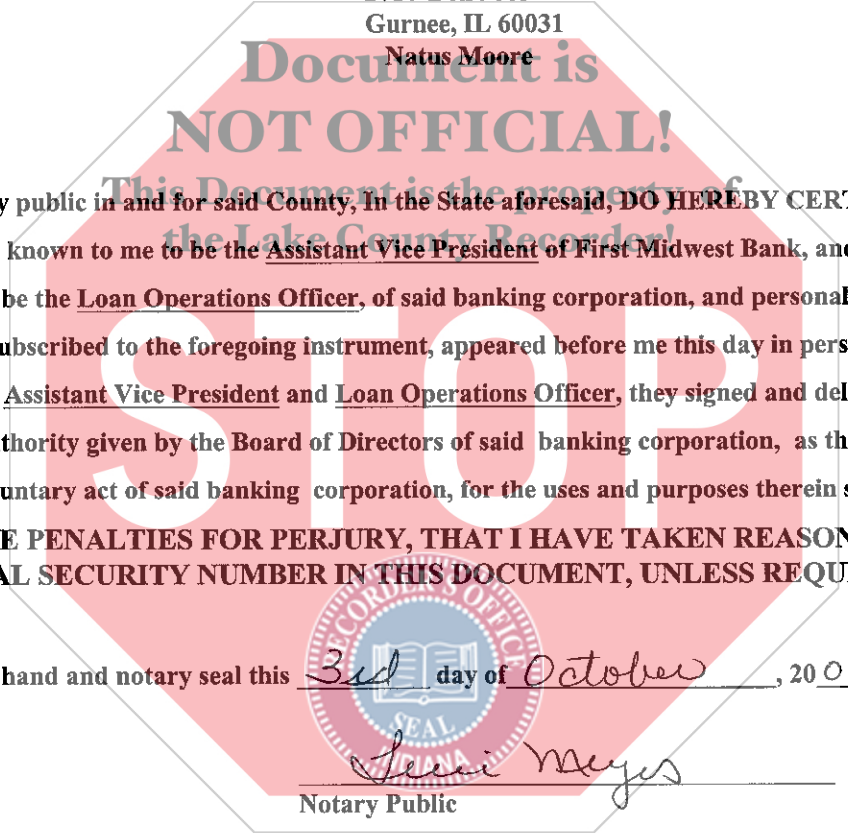 Gurnee, IL 60031
Natus Moore
Document is
NOT OFFICIAL!
This Document is the property of
the Lake County Recorder!
y public in and for said County, In the State aforesaid, DO HEREBY CERT
known to me to be the Assistant Vice President of First Midwest Bank, and
be the Loan Operations Officer, of said banking corporation, and personal
ubscribed to the foregoing instrument, appeared before me this day in pers
Assistant Vice President and Loan Operations Officer, they signed and del
thority given by the Board of Directors of said banking corporation, as th
untary act of said banking corporation, for the uses and purposes therein s
STOP
E PENALTIES FOR PERJURY, THAT I HAVE TAKEN REASON
AL SECURITY NUMBER IN THIS DOCUMENT, UNLESS REQU
RECORDER'S OFFICE
hand and notary seal this 3rd day of October, 200
SEAL
INDIANA
Notary Public